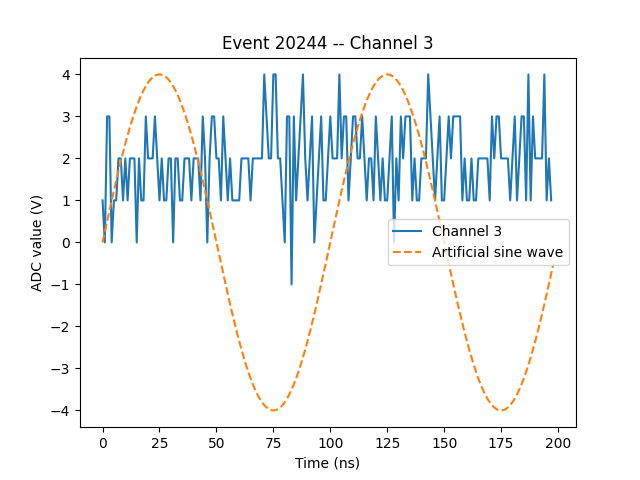 Event 20244 -- Channel 3
ADC value (V)
4
3
2
1
0
−1
−2
−3
−4
Channel 3
Artificial sine wave
0 25 50 75 100 125 150 175 200
Time (ns)